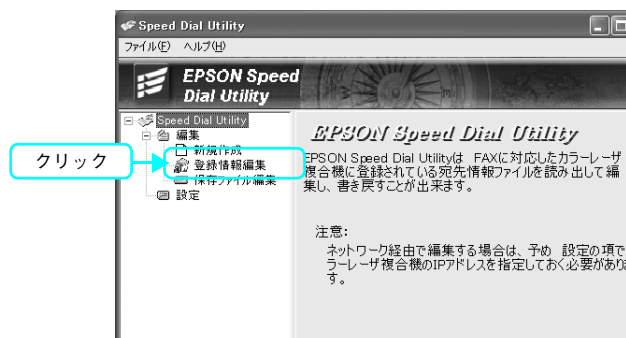 Speed Dial Utility
ファイル(F) ヘルプ(H)
EPSON Speed
Dial Utility
Speed Dial Utility
編集
新規作成
クリック
登録情報編集
保存ファイル編集
設定
EPSON Speed Dial Utility
EPSON Speed Dial Utilityは FAXに対応したカラーレーザ
複合機に登録されている宛先情報ファイルを読み出して編
集し、書き戻すことが出来ます。
注意:
ネットワーク経由で編集する場合は、予め 設定の項で
ラーレーザ複合機のIPアドレスを指定しておく必要があり
す。